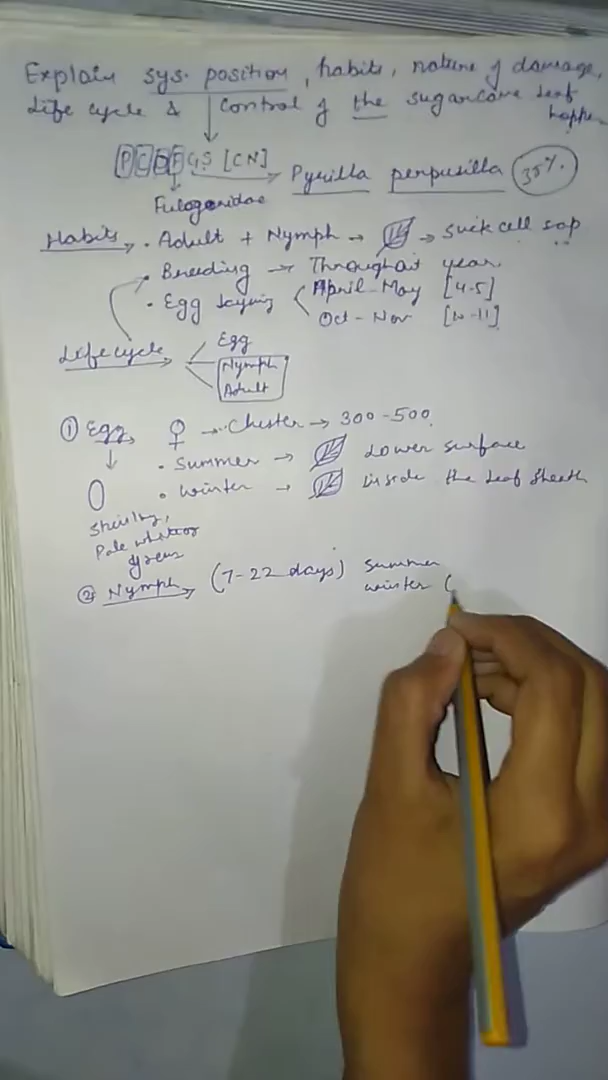 Explain sys. position, habits, nature of damage,
Life cycle & control of the sugarcane leaf
hopper
PCOFGS [CN] → Pyrilla perpusilla 35%
Fulogoridae
Habits → • Adult + Nymph → → Suck cell sap
• Breeding → Throughout year
• Egg laying April-May [4-5]
Oct - Nov [10-11]
Life cycle → Egg
Nymph
Adult
① Egg → ♀ → Cluster → 300-500
• Summer → Lower surface
• Winter → Inside the leaf sheath
Pale
② Nymph → (7-22 days) Summer
Winter (